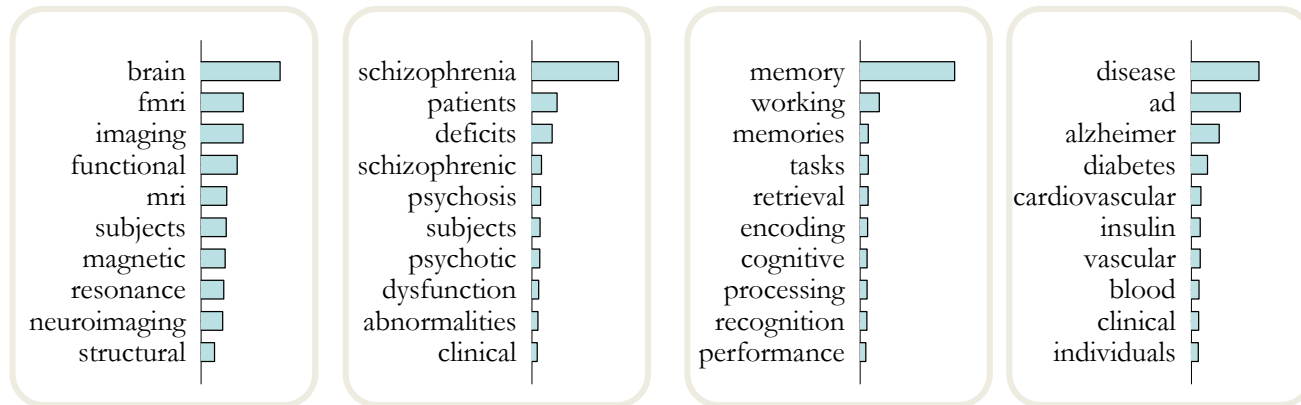 brain
fmri
imaging
functional
mri
subjects
magnetic
resonance
neuroimaging
structural
schizophrenia
patients
deficits
schizophrenic
psychosis
subjects
psychotic
dysfunction
abnormalities
clinical
memory
working
memories
tasks
retrieval
encoding
cognitive
processing
recognition
performance
disease
ad
alzheimer
diabetes
cardiovascular
insulin
vascular
blood
clinical
individuals